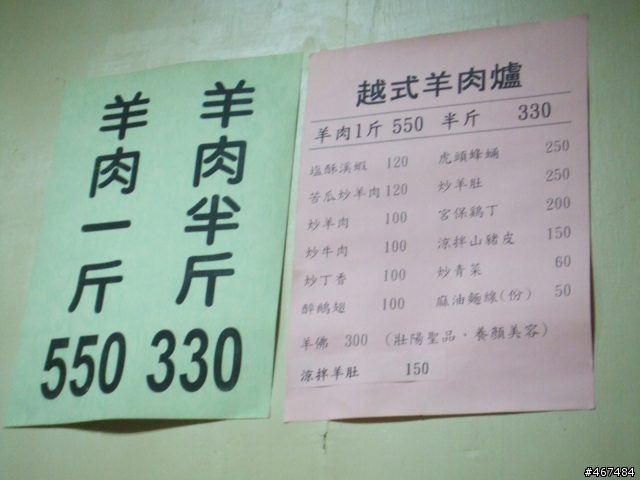 羊肉半斤
330
羊肉一斤
550
越式羊肉爐
羊肉1斤 550 半斤 330
塩酥溪蝦 120 虎頭蜂蛹 250
苦瓜炒羊肉 120 炒羊肚 250
炒羊肉 100 宮保鷄丁 200
炒牛肉 100 涼拌山豬皮 150
炒丁香 100 炒青菜 60
醉鵝翅 100 麻油麵線(份) 50
羊佛 300 (壯陽聖品,養顏美容)
涼拌羊肚 150
#467484